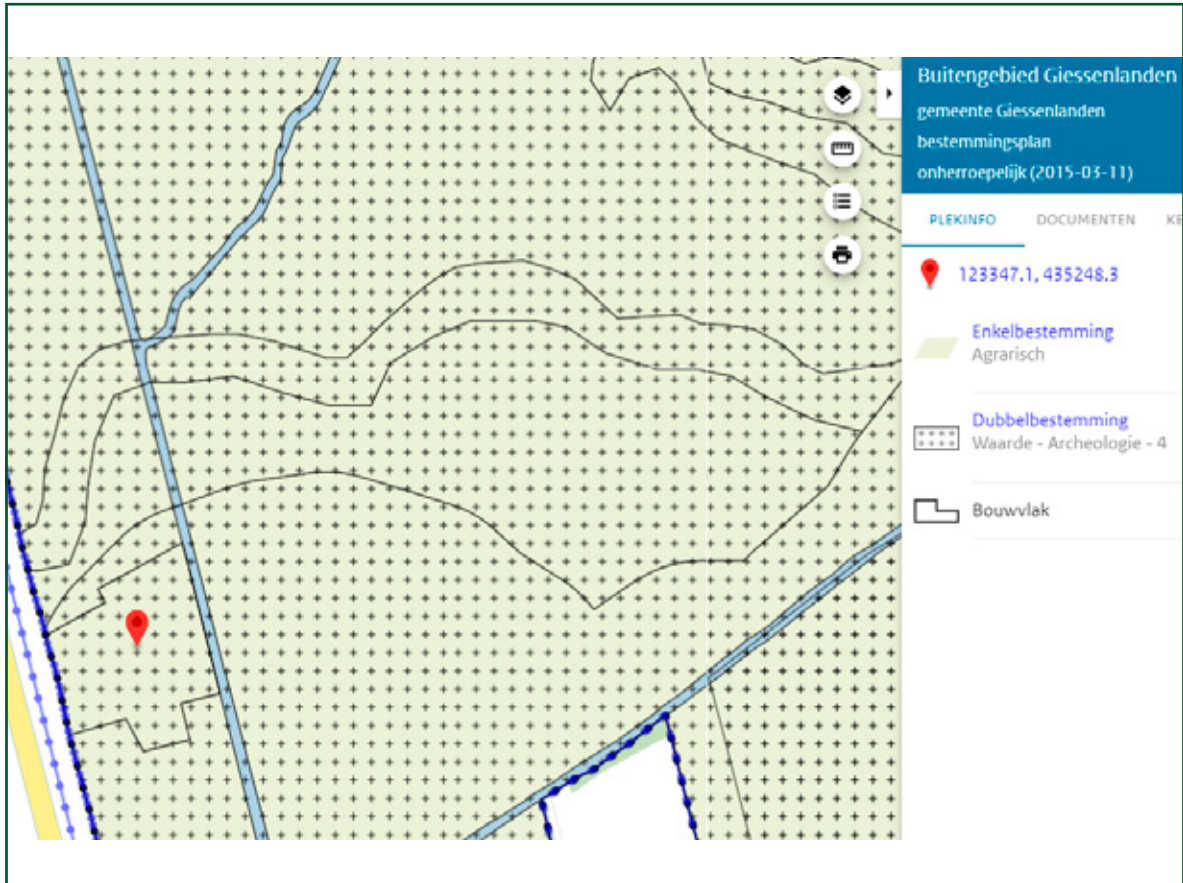 Buitengebied Giessenlanden
gemeente Giessenlanden
bestemmingsplan
onherroepelijk (2015-03-11)
PLEKINFO DOCUMENTEN KE
123347.1, 435248.3
Enkelbestemming
Agrarisch
Dubbelbestemming
Waarde - Archeologie - 4
Bouwvlak